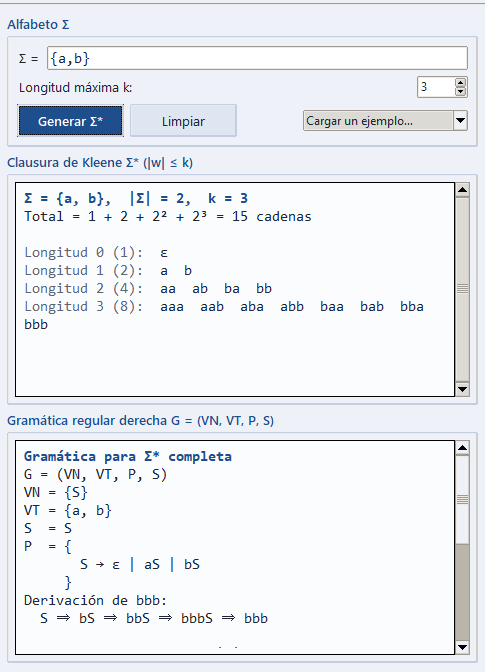 Alfabeto Σ
Σ = {a,b}
Longitud máxima k: 3
Generar Σ* Limpiar Cargar un ejemplo...
Clausura de Kleene Σ* (|w| ≤ k)
Σ = {a, b}, |Σ| = 2, k = 3
Total = 1 + 2 + 2² + 2³ = 15 cadenas
Longitud 0 (1): ε
Longitud 1 (2): a b
Longitud 2 (4): aa ab ba bb
Longitud 3 (8): aaa aab aba abb baa bab bba
bbb
Gramática regular derecha G = (VN, VT, P, S)
Gramática para Σ* completa
G = (VN, VT, P, S)
VN = {S}
VT = {a, b}
S = S
P = {
S → ε | aS | bS
}
Derivación de bbb:
S ⇒ bS ⇒ bbS ⇒ bbbS ⇒ bbb